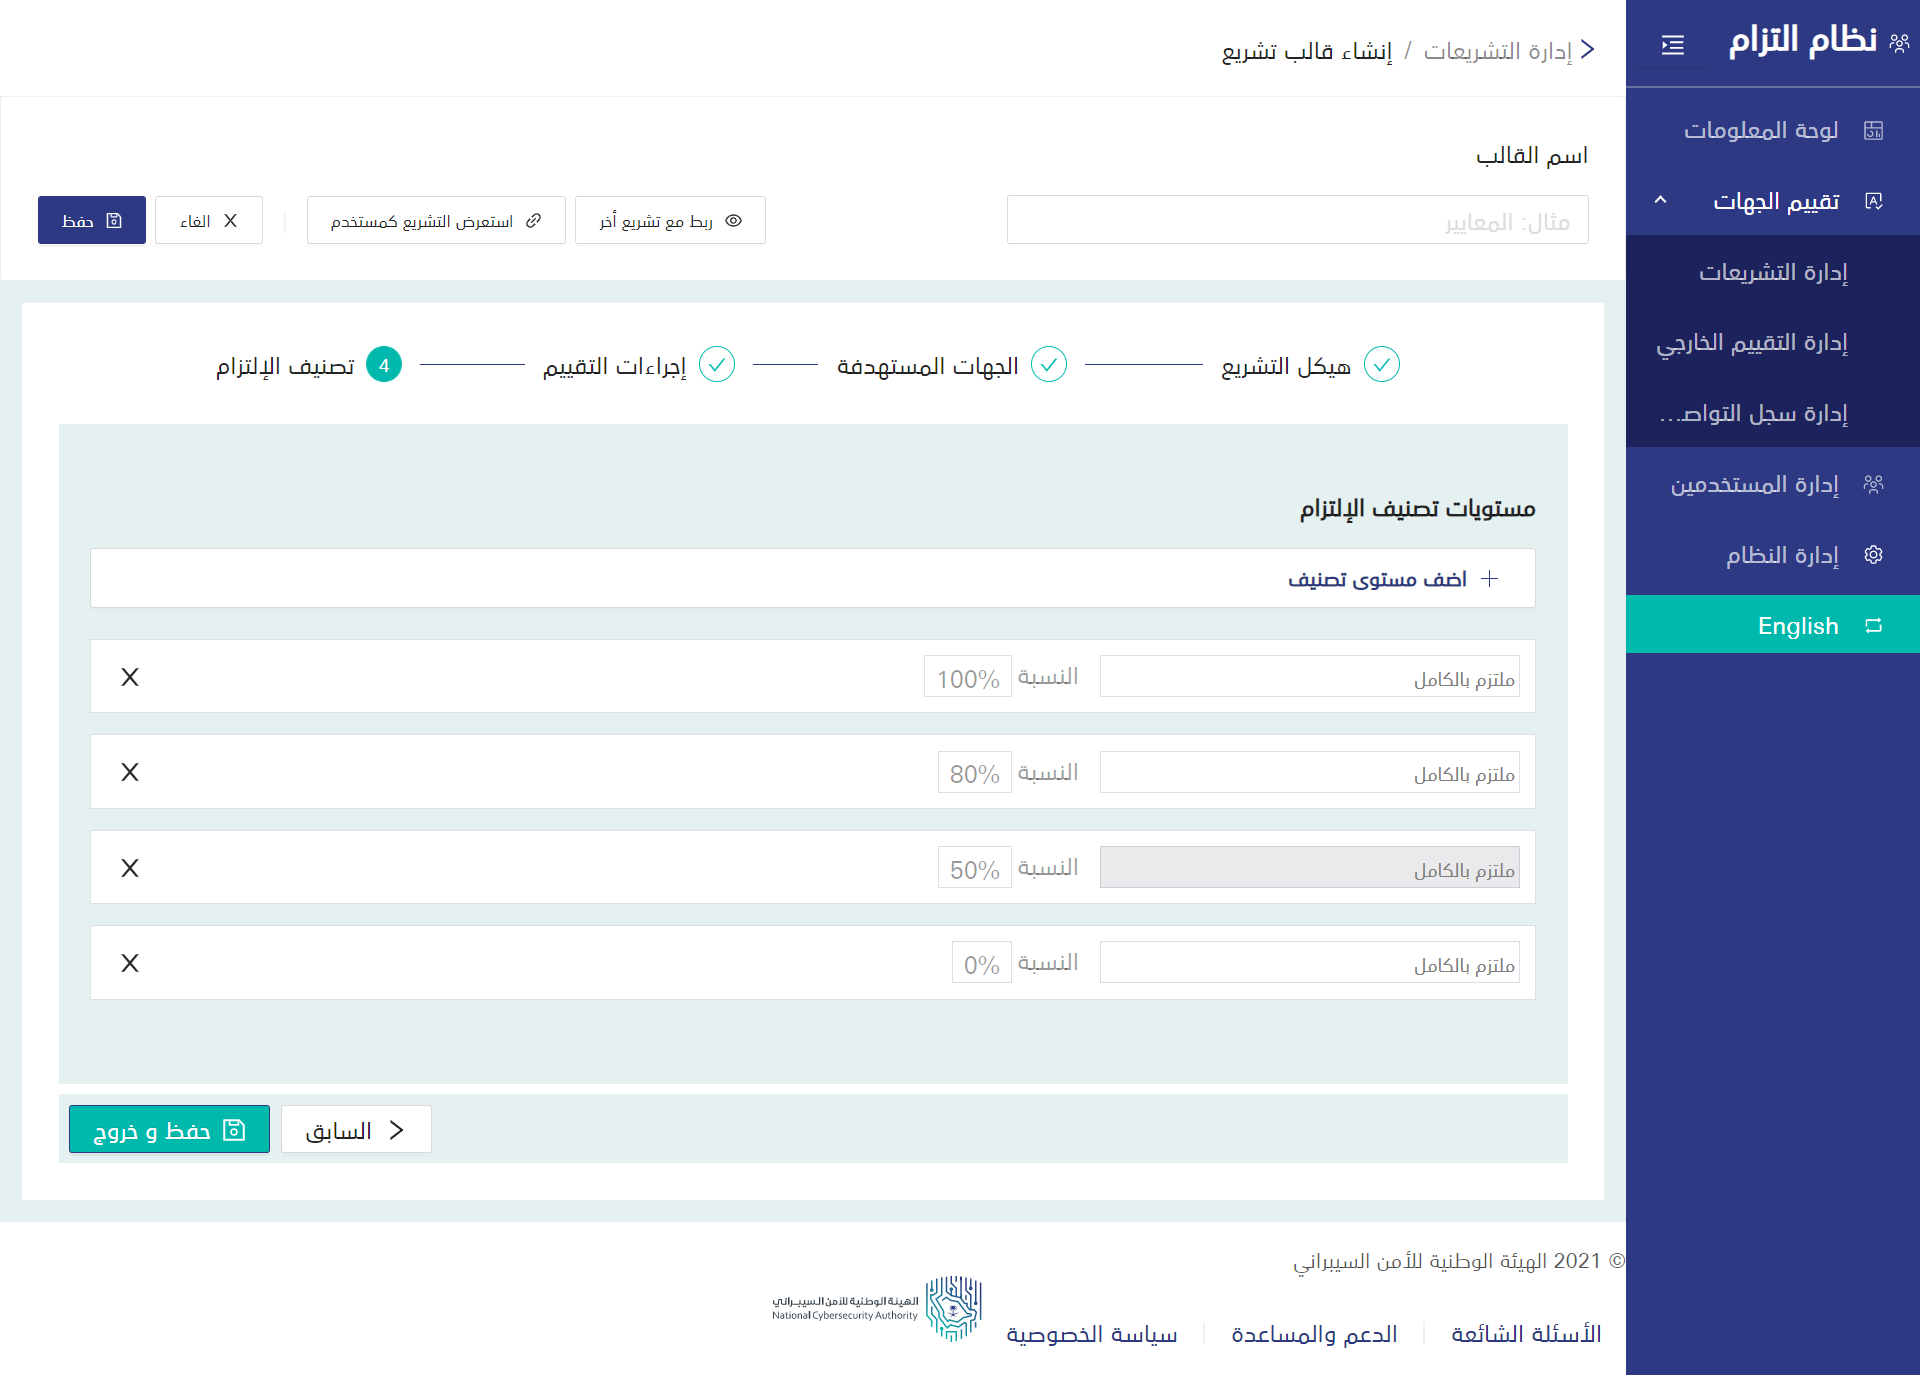 نظام التزام
لوحة المعلومات
تقييم الجهات
إدارة التشريعات
إدارة التقييم الخارجي
إدارة سجل التواصـ...
إدارة المستخدمين
إدارة النظام
English
إدارة التشريعات / إنشاء قالب تشريع
اسم القالب
مثال: المعايير
ربط مع تشريع أخر
استعرض التشريع كمستخدم
الغاء
حفظ
هيكل التشريع
الجهات المستهدفة
إجراءات التقييم
4 تصنيف الإلتزام
مستويات تصنيف الإلتزام
اضف مستوى تصنيف
ملتزم بالكامل النسبة 100%
ملتزم بالكامل النسبة 80%
ملتزم بالكامل النسبة 50%
ملتزم بالكامل النسبة 0%
السابق
حفظ و خروج
© 2021 الهيئة الوطنية للأمن السيبراني
الأسئلة الشائعة
الدعم والمساعدة
سياسة الخصوصية
الهيئة الوطنية للأمن السيبـراني
National Cybersecurity Authority